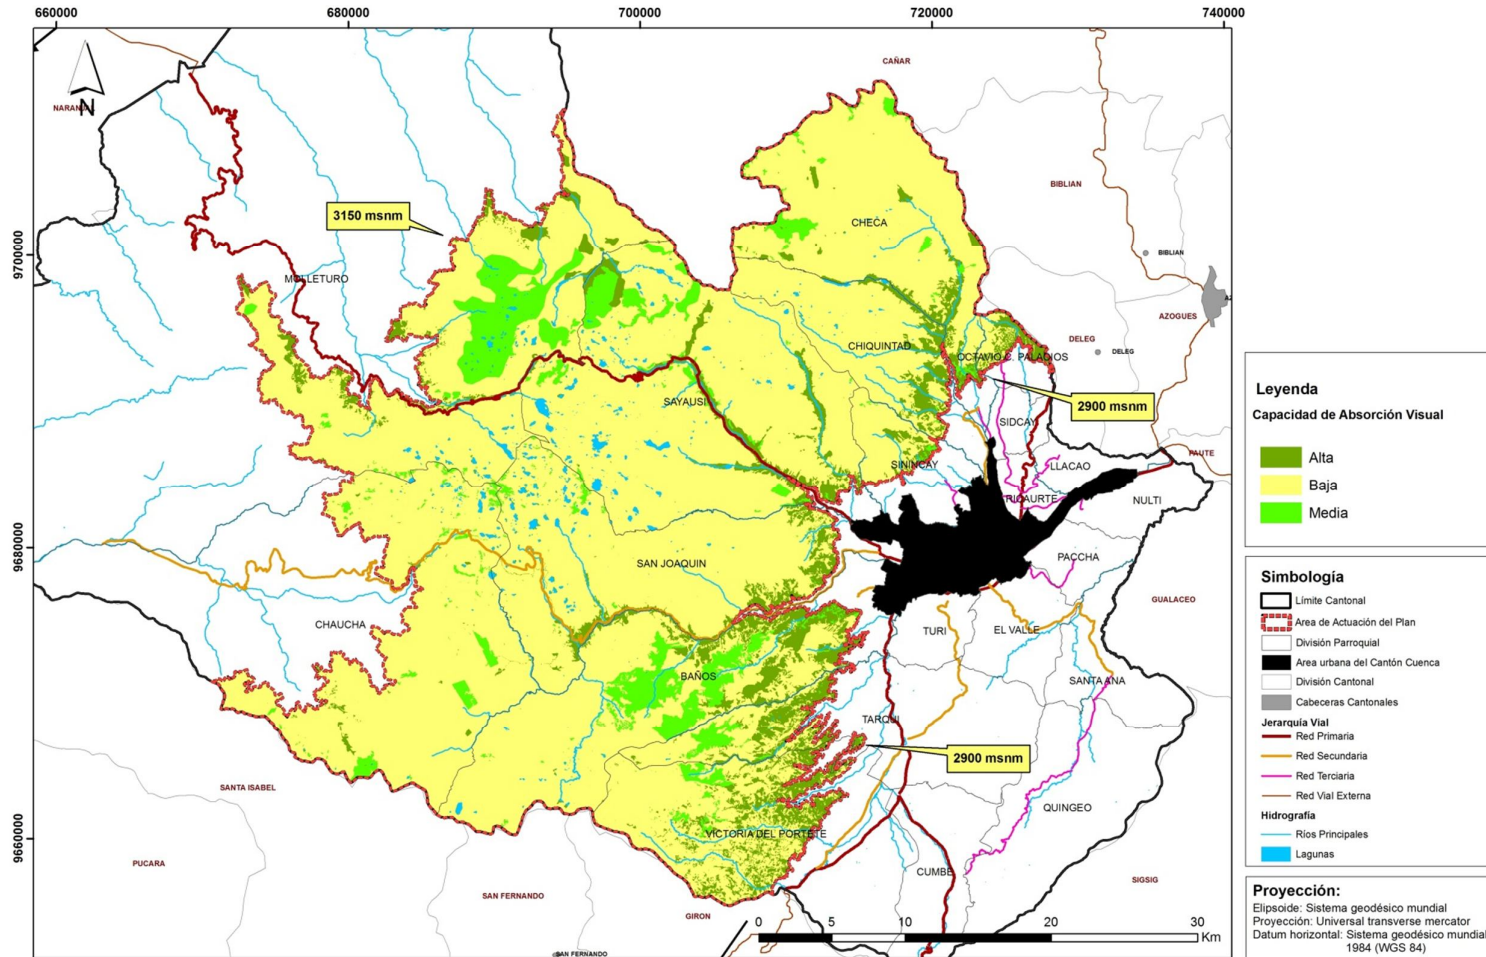 660000
680000
700000
720000
740000
CAÑAR
N
BIBLIAN
3150 msnm
CHECA
9700000
BIBLIAN
MOLLETURO
AZOGUES
CHIQUINTAD
DELEG
DELEG
OCTAVIO C. PALACIOS
2900 msnm
SAYAUSI
SIDCAY
SININCAY
LLACAO
PAUTE
RICAURTE
NULTI
9680000
SAN JOAQUIN
PACCHA
GUALACEO
CHAUCHA
TURI
EL VALLE
BAÑOS
SANTA ANA
TARQUI
2900 msnm
SANTA ISABEL
QUINGEO
9660000
VICTORIA DEL PORTETE
PUCARA
CUMBE
SIGSIG
SAN FERNANDO
GIRON
SAN FERNANDO
0
5
10
20
30
Km
Leyenda
Capacidad de Absorción Visual
Alta
Baja
Media
Simbología
Límite Cantonal
Area de Actuación del Plan
División Parroquial
Area urbana del Cantón Cuenca
División Cantonal
Cabeceras Cantonales
Jerarquía Vial
Red Primaria
Red Secundaria
Red Terciaria
Red Vial Externa
Hidrografía
Ríos Principales
Lagunas
Proyección:
Elipsoide: Sistema geodésico mundial
Proyección: Universal transverse mercator
Datum horizontal: Sistema geodésico mundial
1984 (WGS 84)